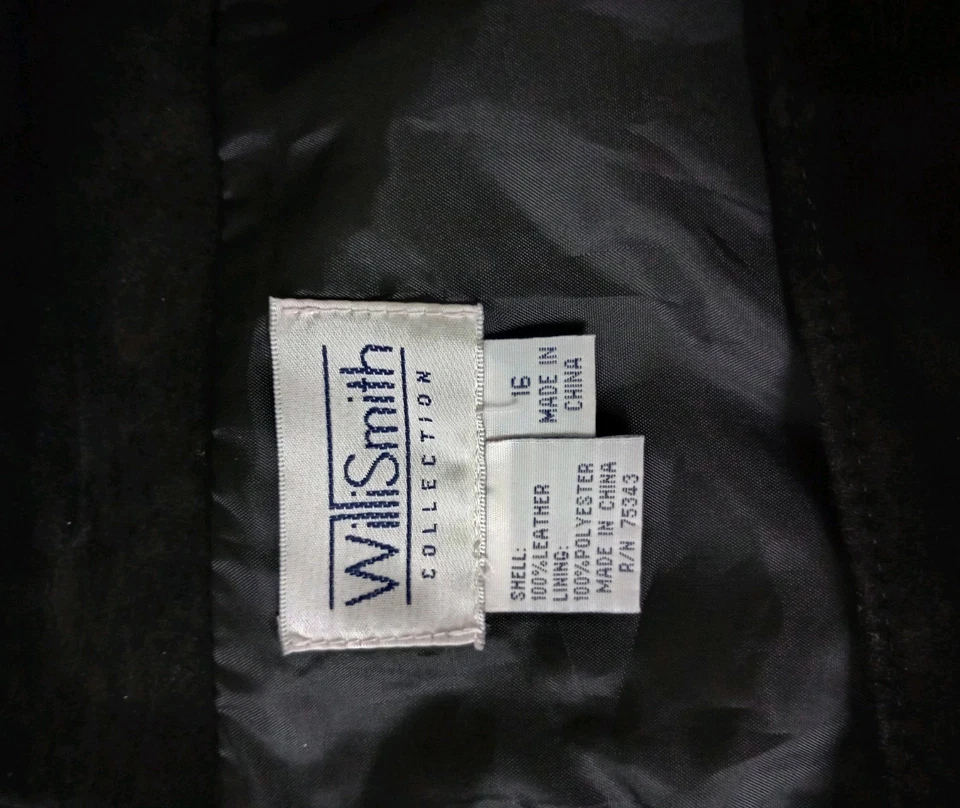 WilliSmith
COLLECTION
16
MADE IN
CHINA
SHELL:
100%LEATHER
LINING:
100%POLYESTER
MADE IN CHINA
R/N 75343